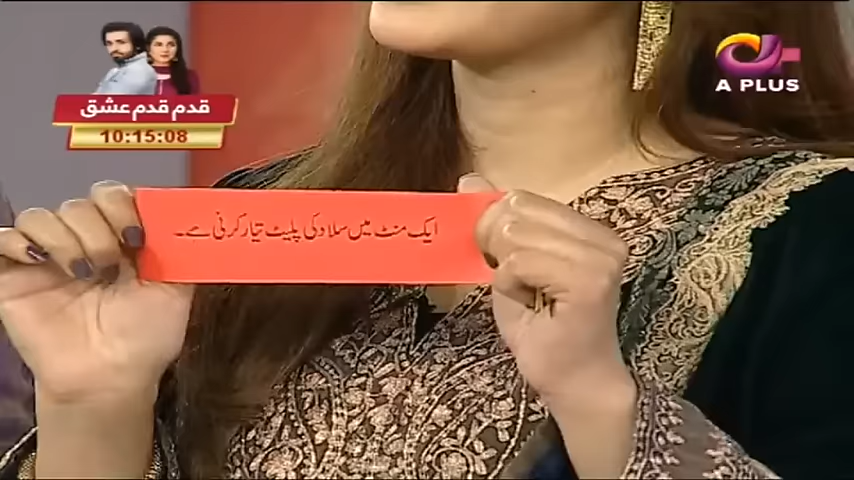 قدم قدم عشق
10:15:08
A PLUS
ایک منٹ میں سلاد کی پلیٹ تیار کرنی ہے۔